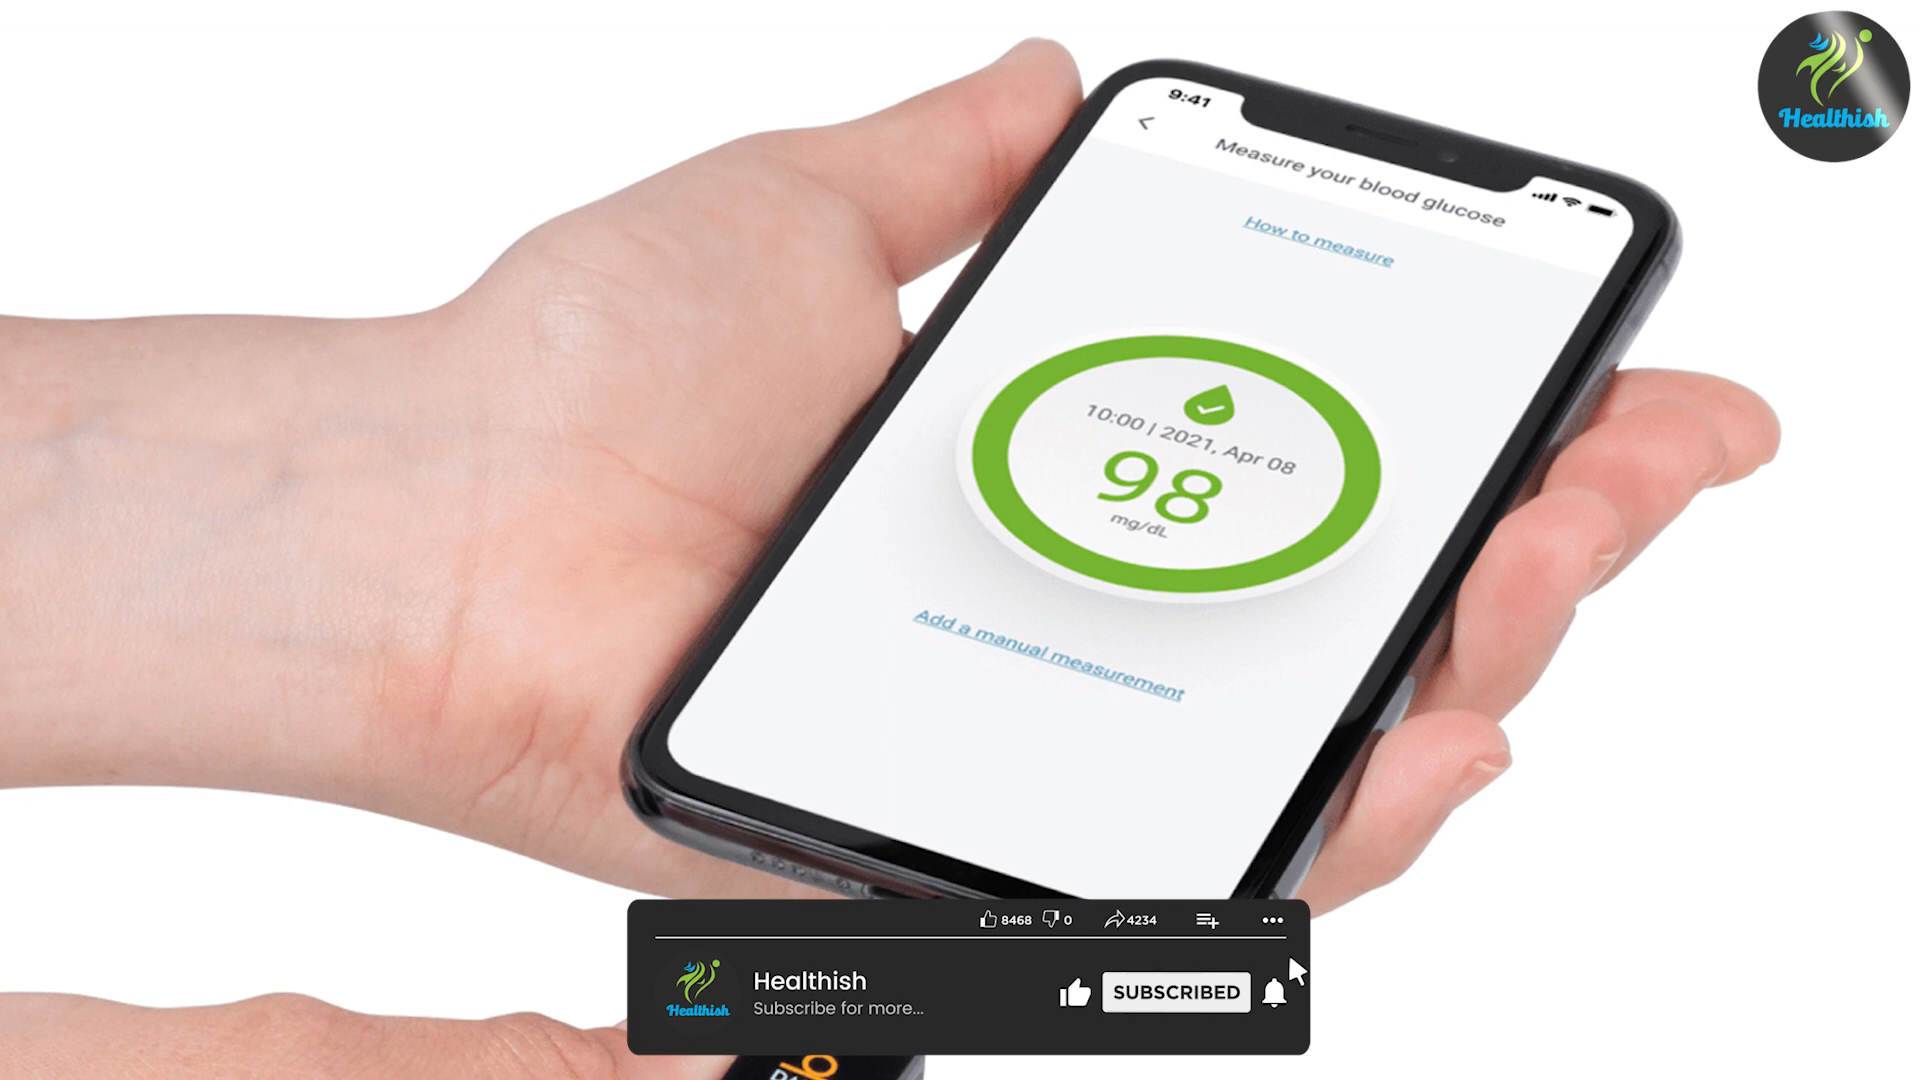 Healthish
9:41
Measure your blood glucose
How to measure
10:00 | 2021, Apr 08
98
mg/dL
Add a manual measurement
8468 0 4234
Healthish
Subscribe for more...
SUBSCRIBED
Healthish